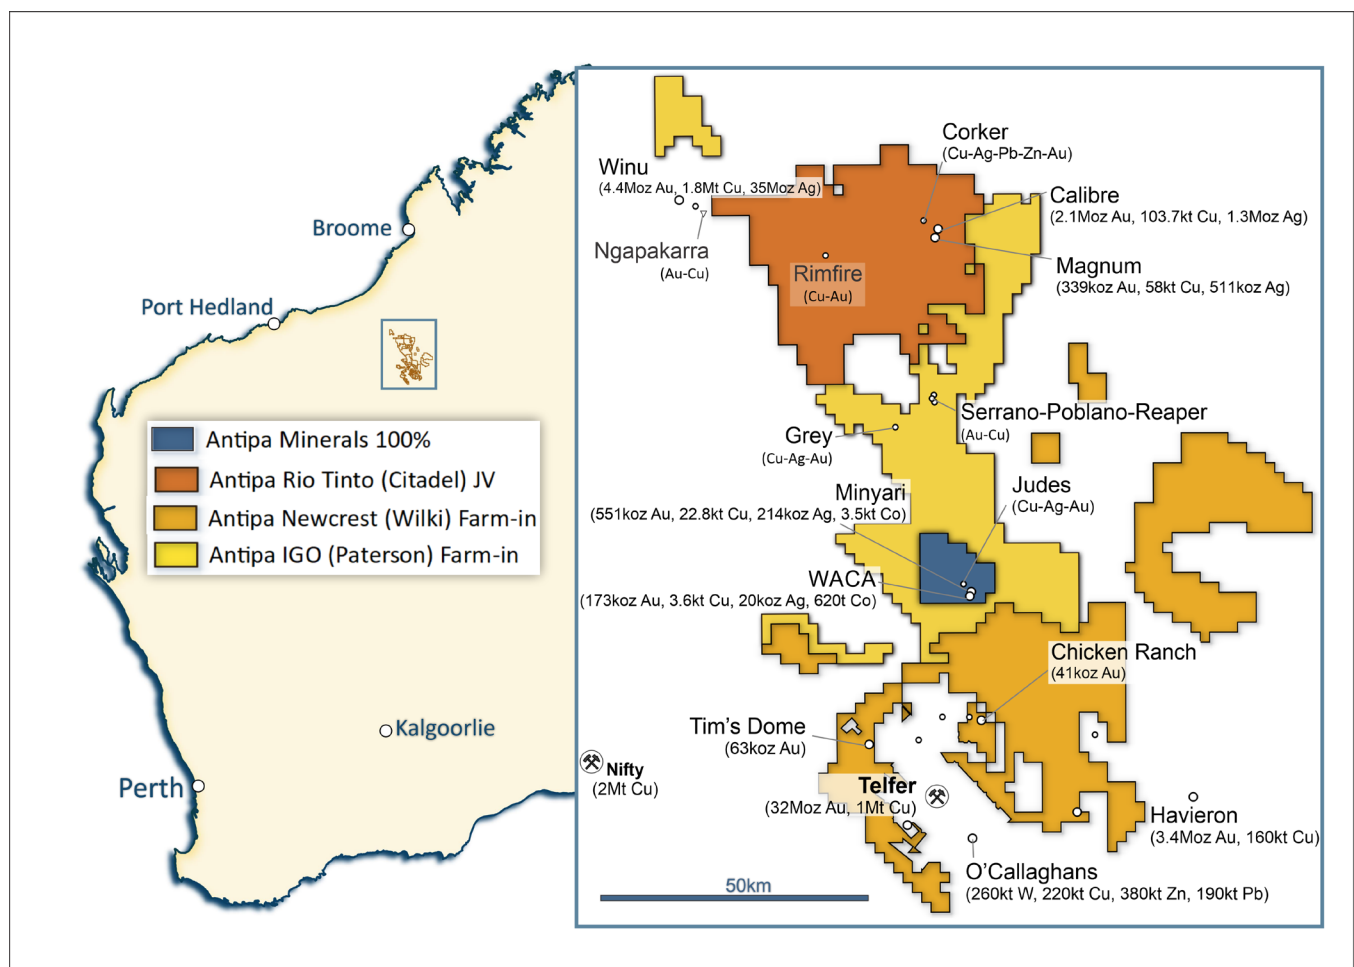 Broome
Port Hedland
Kalgoorlie
Perth
Antipa Minerals 100%
Antipa Rio Tinto (Citadel) JV
Antipa Newcrest (Wilki) Farm-in
Antipa IGO (Paterson) Farm-in
Winu
(4.4Moz Au, 1.8Mt Cu, 35Moz Ag)
Ngapakarra
(Au-Cu)
Corker
(Cu-Ag-Pb-Zn-Au)
Calibre
(2.1Moz Au, 103.7kt Cu, 1.3Moz Ag)
Magnum
(339koz Au, 58kt Cu, 511koz Ag)
Rimfire
(Cu-Au)
Serrano-Poblano-Reaper
(Au-Cu)
Grey
(Cu-Ag-Au)
Judes
(Cu-Ag-Au)
Minyari
(551koz Au, 22.8kt Cu, 214koz Ag, 3.5kt Co)
WACA
(173koz Au, 3.6kt Cu, 20koz Ag, 620t Co)
Chicken Ranch
(41koz Au)
Tim's Dome
(63koz Au)
Nifty
(2Mt Cu)
Telfer
(32Moz Au, 1Mt Cu)
Havieron
(3.4Moz Au, 160kt Cu)
O'Callaghans
(260kt W, 220kt Cu, 380kt Zn, 190kt Pb)
50km